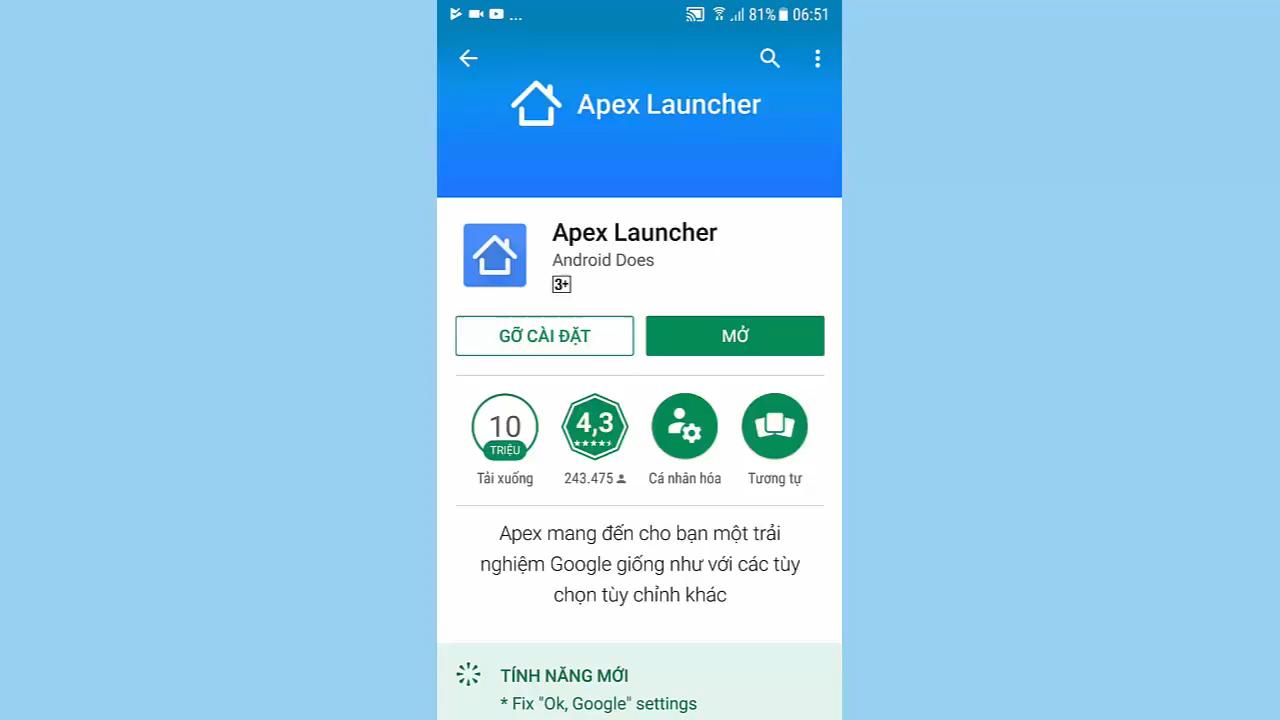 ... 81% 06:51
Apex Launcher
Apex Launcher
Android Does
3+
GỠ CÀI ĐẶT MỞ
10 TRIỆU 4,3
Tải xuống 243.475 Cá nhân hóa Tương tự
Apex mang đến cho bạn một trải
nghiệm Google giống như với các tùy
chọn tùy chỉnh khác
TÍNH NĂNG MỚI
* Fix "Ok, Google" settings